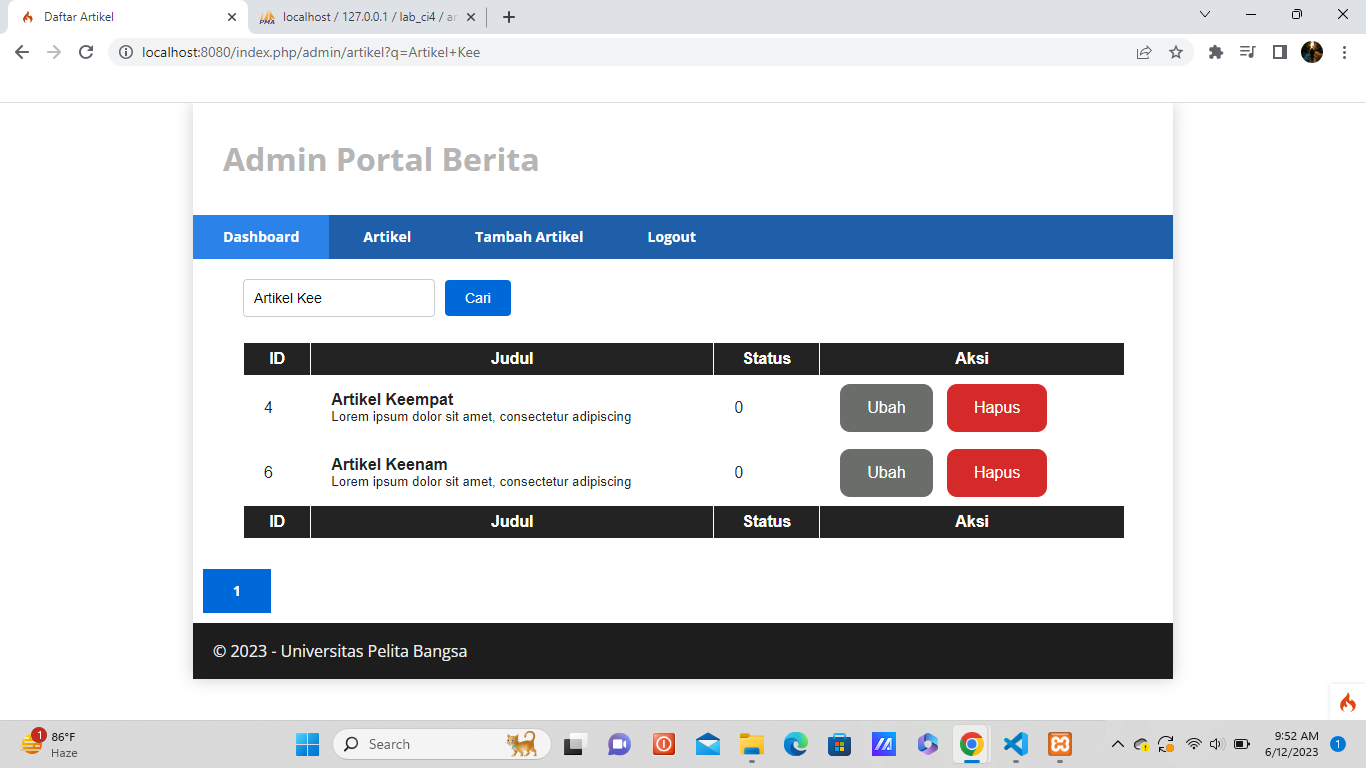 Daftar Artikel
localhost / 127.0.0.1 / lab_ci4 / ar
localhost:8080/index.php/admin/artikel?q=Artikel+Kee
Admin Portal Berita
Dashboard Artikel Tambah Artikel Logout
Artikel Kee Cari
ID Judul Status Aksi
4 Artikel Keempat 0 Ubah Hapus
Lorem ipsum dolor sit amet, consectetur adipiscing
6 Artikel Keenam 0 Ubah Hapus
Lorem ipsum dolor sit amet, consectetur adipiscing
ID Judul Status Aksi
1
© 2023 - Universitas Pelita Bangsa
1 86°F
Haze
Search
9:52 AM
6/12/2023
1